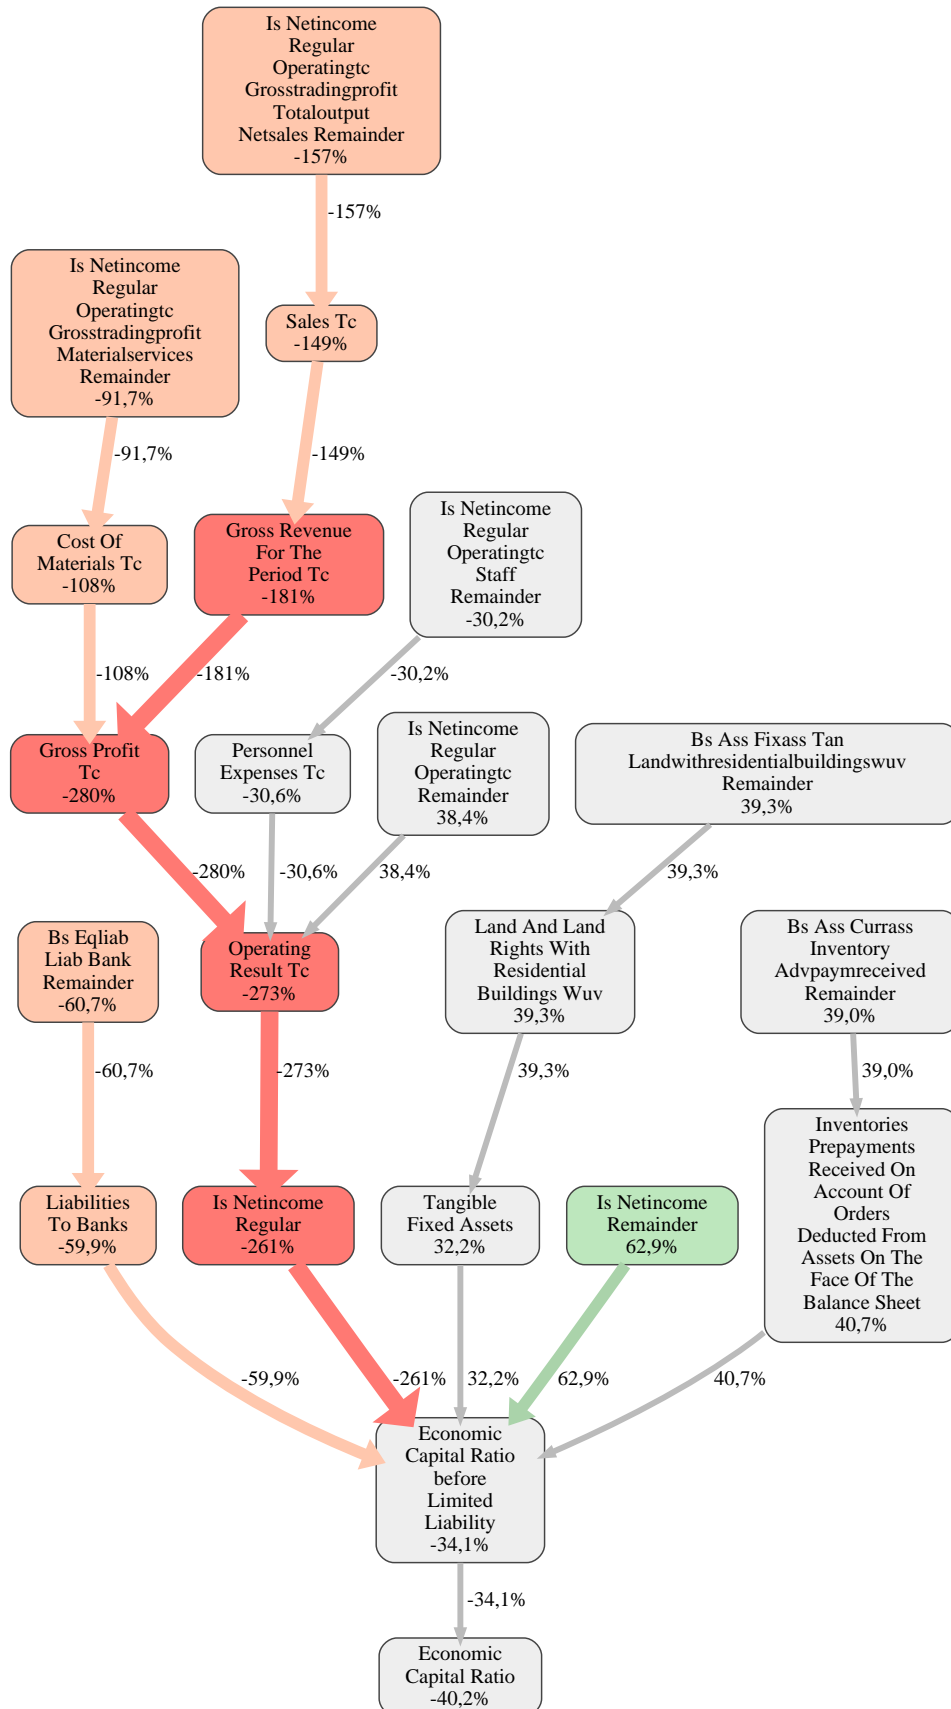 Is Netincome
Regular
Operatingtc
Grosstradingprofit
Totaloutput
Netsales Remainder
-157%
-157%
Is Netincome
Regular
Operatingtc
Grosstradingprofit
Materialservices
Remainder
-91,7%
Sales Tc
-149%
-91,7%
-149%
Cost Of
Materials Tc
-108%
Gross Revenue
For The
Period Tc
-181%
Is Netincome
Regular
Operatingtc
Staff
Remainder
-30,2%
-108%
-181%
-30,2%
Gross Profit
Tc
-280%
Personnel
Expenses Tc
-30,6%
Is Netincome
Regular
Operatingtc
Remainder
38,4%
Bs Ass Fixass Tan
Landwithresidentialbuildingswuv
Remainder
39,3%
-280%
-30,6%
38,4%
39,3%
Bs Eqliab
Liab Bank
Remainder
-60,7%
Operating
Result Tc
-273%
Land And Land
Rights With
Residential
Buildings Wuv
39,3%
Bs Ass Currass
Inventory
Advpaymreceived
Remainder
39,0%
-60,7%
-273%
39,3%
39,0%
Liabilities
To Banks
-59,9%
Is Netincome
Regular
-261%
Tangible
Fixed Assets
32,2%
Is Netincome
Remainder
62,9%
Inventories
Prepayments
Received On
Account Of
Orders
Deducted From
Assets On The
Face Of The
Balance Sheet
40,7%
-59,9%
-261%
32,2%
62,9%
40,7%
Economic
Capital Ratio
before
Limited
Liability
-34,1%
-34,1%
Economic
Capital Ratio
-40,2%